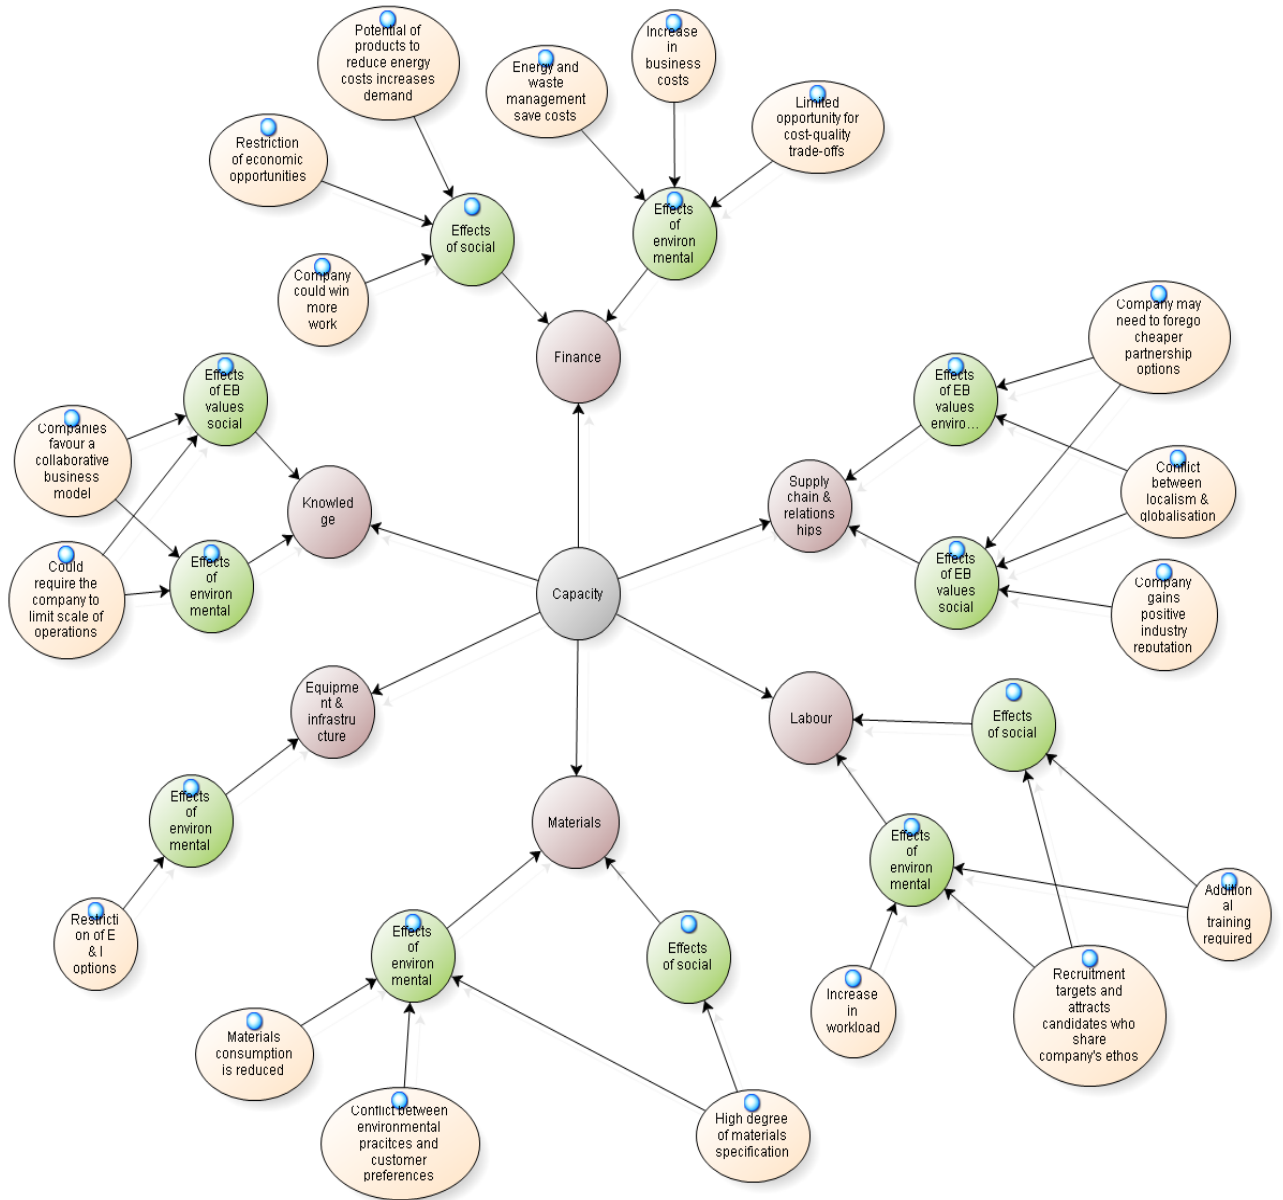 Potential of
products to
reduce energy
costs increases
demand
Increase
in
business
costs
Energy and
waste
management
save costs
Limited
opportunity for
cost-quality
trade-offs
Restriction
of economic
opportunities
Effects
of social
Effects
of
environ
mental
Company
could win
more
work
Finance
Company may
need to forego
cheaper
partnership
options
Effects
of EB
values
social
Effects
of EB
values
enviro...
Companies
favour a
collaborative
business
model
Knowled
ge
Supply
chain &
relations
hips
Conflict
between
localism &
globalisation
Could
require the
company to
limit scale of
operations
Effects
of
environ
mental
Capacity
Effects
of EB
values
social
Company
gains
positive
industry
reputation
Equipme
nt &
infrastru
cture
Labour
Effects
of social
Effects
of
environ
mental
Materials
Effects
of
environ
mental
Restricti
on of E
& I
options
Effects
of
environ
mental
Effects
of social
Addition
al
training
required
Increase
in
workload
Recruitment
targets and
attracts
candidates who
share
company's ethos
Materials
consumption
is reduced
Conflict between
environmental
pracitces and
customer
preferences
High degree
of materials
specification